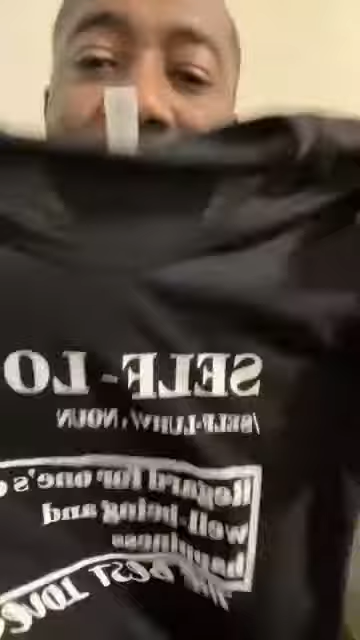 SELF-LO
/SELF-LUHV/, NOUN
Regard for one's o
well-being and
happiness
THE BEST LOVE